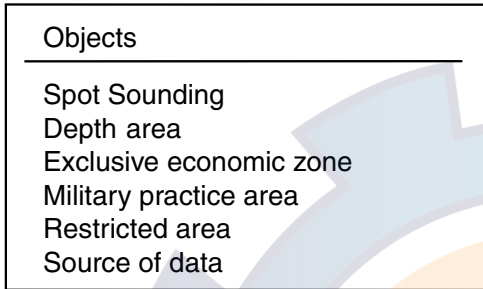 Objects
Spot Sounding
Depth area
Exclusive economic zone
Military practice area
Restricted area
Source of data